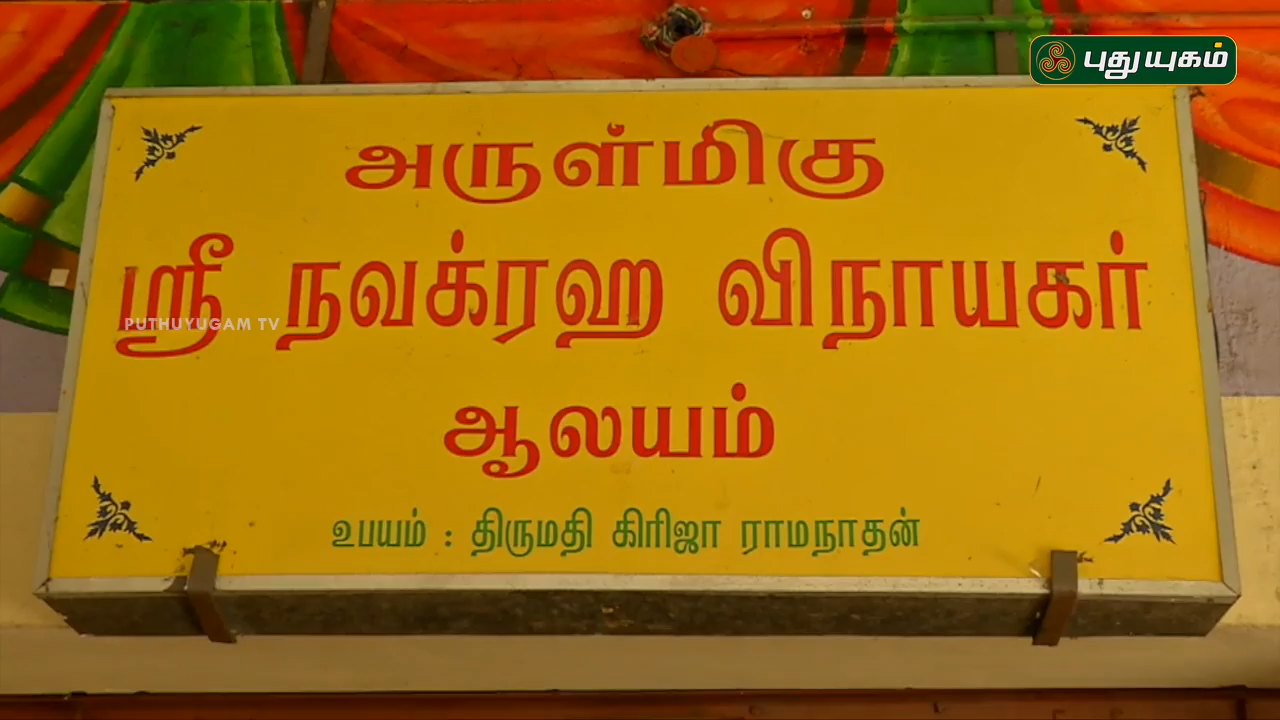 புதுயுகம்
அருள்மிகு
ஸ்ரீ நவக்ரஹ விநாயகர்
PUTHUYUGAM TV
ஆலயம்
உபயம் : திருமதி கிரிஜா ராமநாதன்